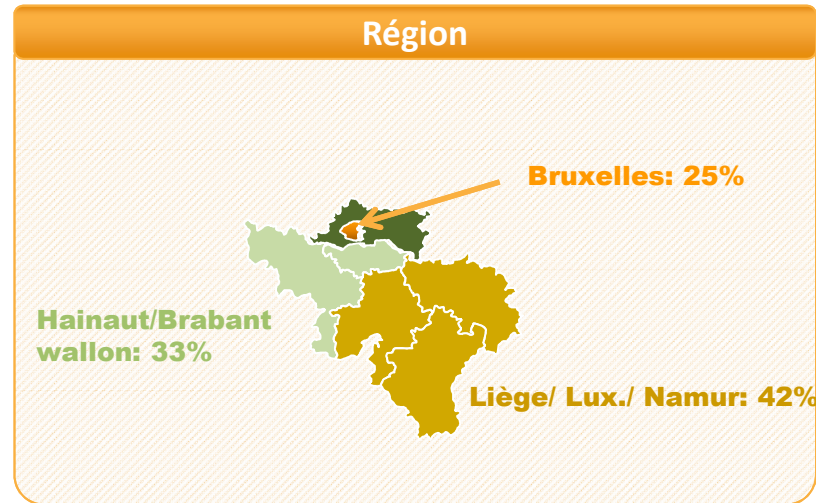 Région
Bruxelles: 25%
Hainaut/Brabant
wallon: 33%
Liège/ Lux./ Namur: 42%